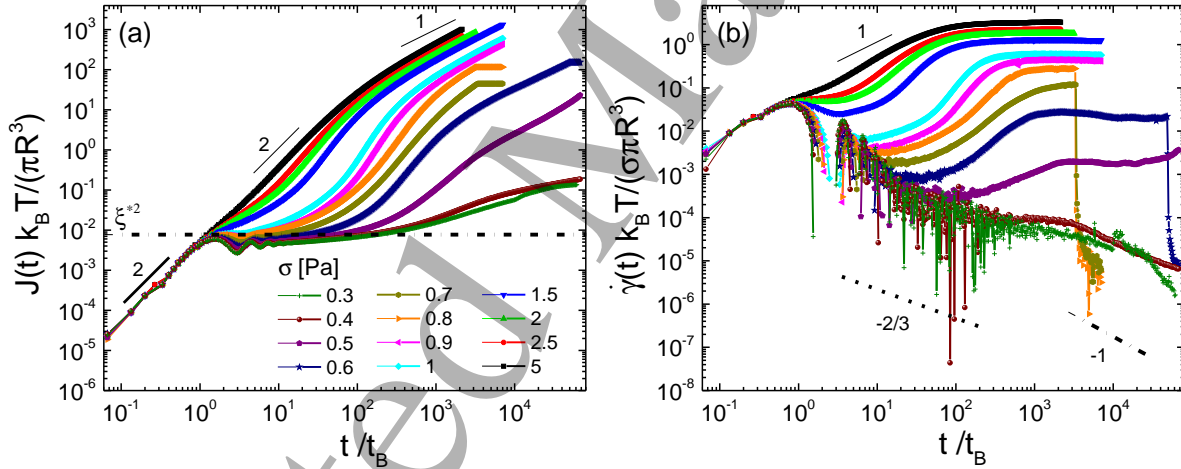 (a)
(b)
J(t) k_B T/(πR^3)
10^3
10^2
10^1
10^0
10^-1
10^-2
10^-3
10^-4
10^-5
10^-6
1
2
2
ξ*2
σ [Pa]
0.3 0.7 1.5
0.4 0.8 2
0.5 0.9 2.5
0.6 1 5
10^-1 10^0 10^1 10^2 10^3 10^4
t /t_B
γ̇(t) k_B T/(σπR^3)
10^0
10^-1
10^-2
10^-3
10^-4
10^-5
10^-6
10^-7
10^-8
1
-2/3
-1
10^-1 10^0 10^1 10^2 10^3 10^4
t /t_B
ted Ma